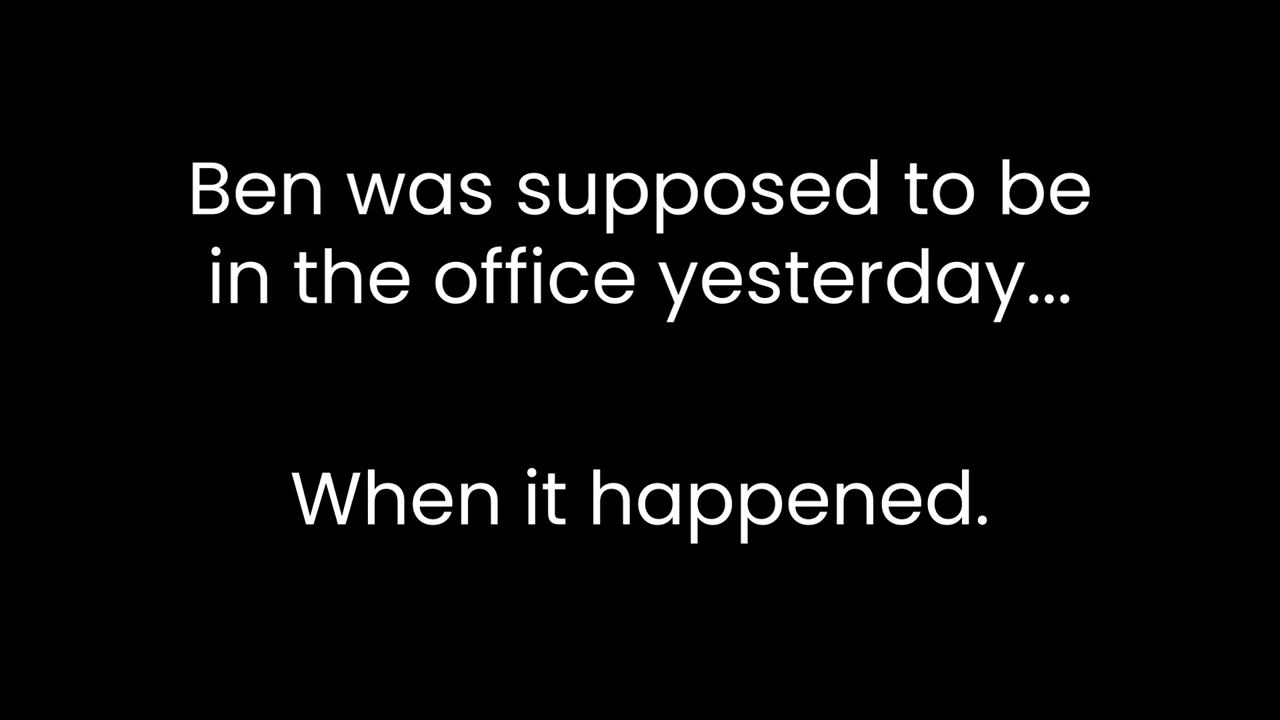 Ben was supposed to be
in the office yesterday...
When it happened.